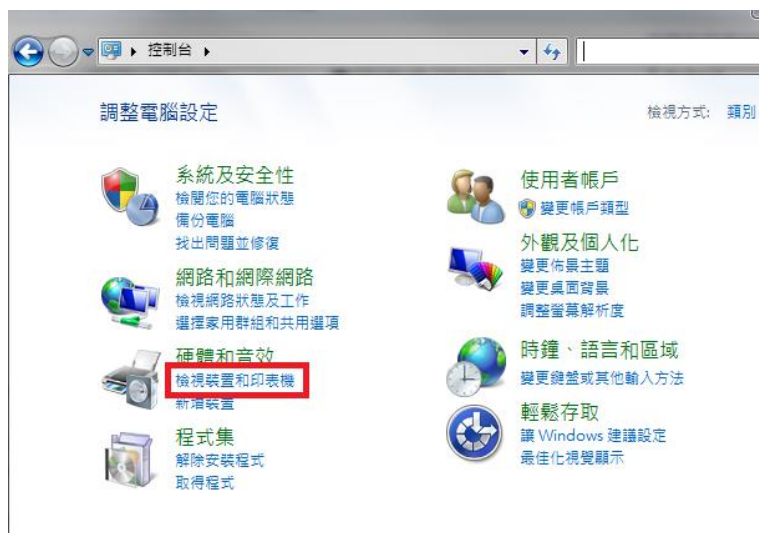 控制台
調整電腦設定
檢視方式: 類別
系統及安全性
檢閱您的電腦狀態
備份電腦
找出問題並修復
網路和網際網路
檢視網路狀態及工作
選擇家用群組和共用選項
硬體和音效
檢視裝置和印表機
新增裝置
程式集
解除安裝程式
取得程式
使用者帳戶
變更帳戶類型
外觀及個人化
變更佈景主題
變更桌面背景
調整螢幕解析度
時鐘、語言和區域
變更鍵盤或其他輸入方法
輕鬆存取
讓 Windows 建議設定
最佳化視覺顯示